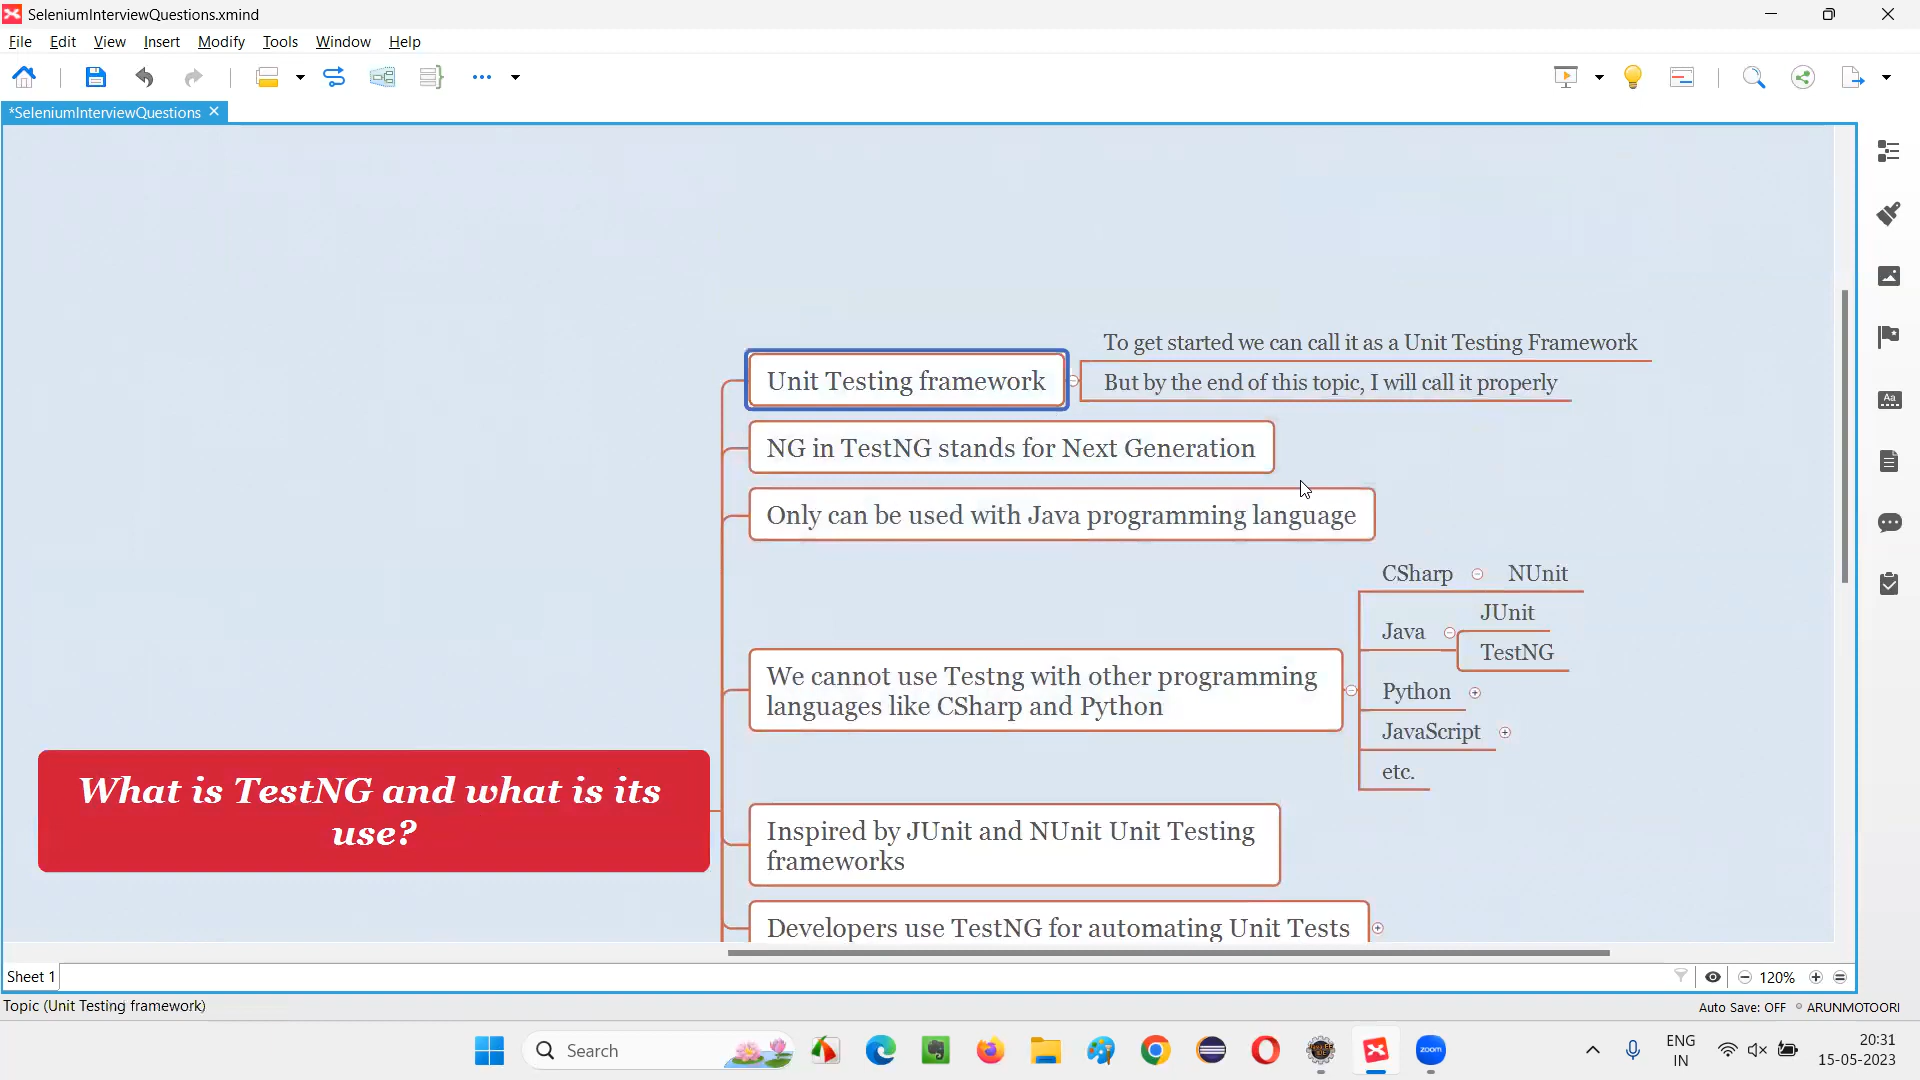 SeleniumInterviewQuestions.xmind
File Edit View Insert Modify Tools Window Help
*SeleniumInterviewQuestions
To get started we can call it as a Unit Testing Framework
Unit Testing framework
But by the end of this topic, I will call it properly
NG in TestNG stands for Next Generation
Only can be used with Java programming language
CSharp NUnit
JUnit
Java
TestNG
We cannot use Testng with other programming
languages like CSharp and Python
Python
JavaScript
etc.
What is TestNG and what is its
use?
Inspired by JUnit and NUnit Unit Testing
frameworks
Developers use TestNG for automating Unit Tests
Sheet 1
120%
Topic (Unit Testing framework)
Auto Save: OFF ARUNMOTOORI
Search
zoom
ENG
IN
20:31
15-05-2023